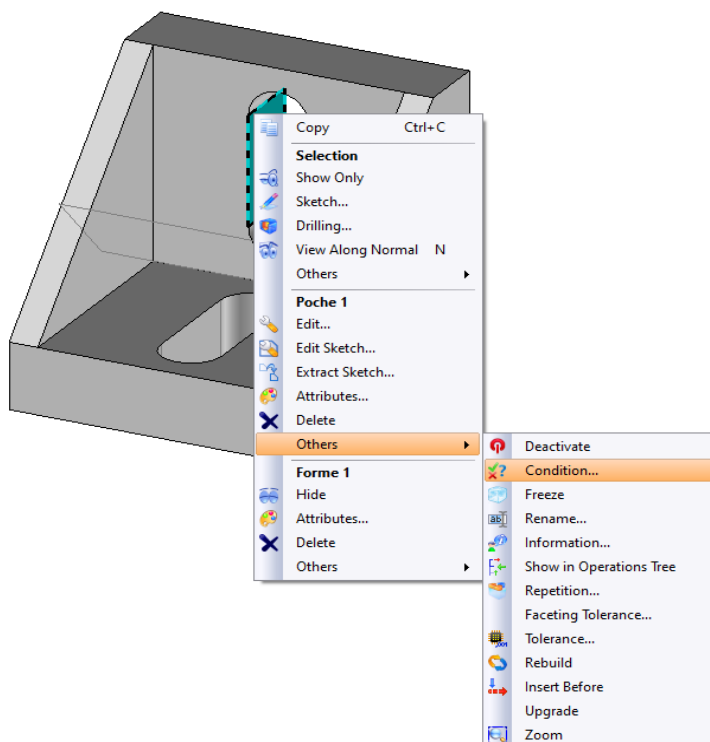 Copy Ctrl+C
Selection
Show Only
Sketch...
Drilling...
View Along Normal N
Others
Poche 1
Edit...
Edit Sketch...
Extract Sketch...
Attributes...
Delete
Others
Forme 1
Hide
Attributes...
Delete
Others
Deactivate
Condition...
Freeze
Rename...
Information...
Show in Operations Tree
Repetition...
Faceting Tolerance...
Tolerance...
Rebuild
Insert Before
Upgrade
Zoom